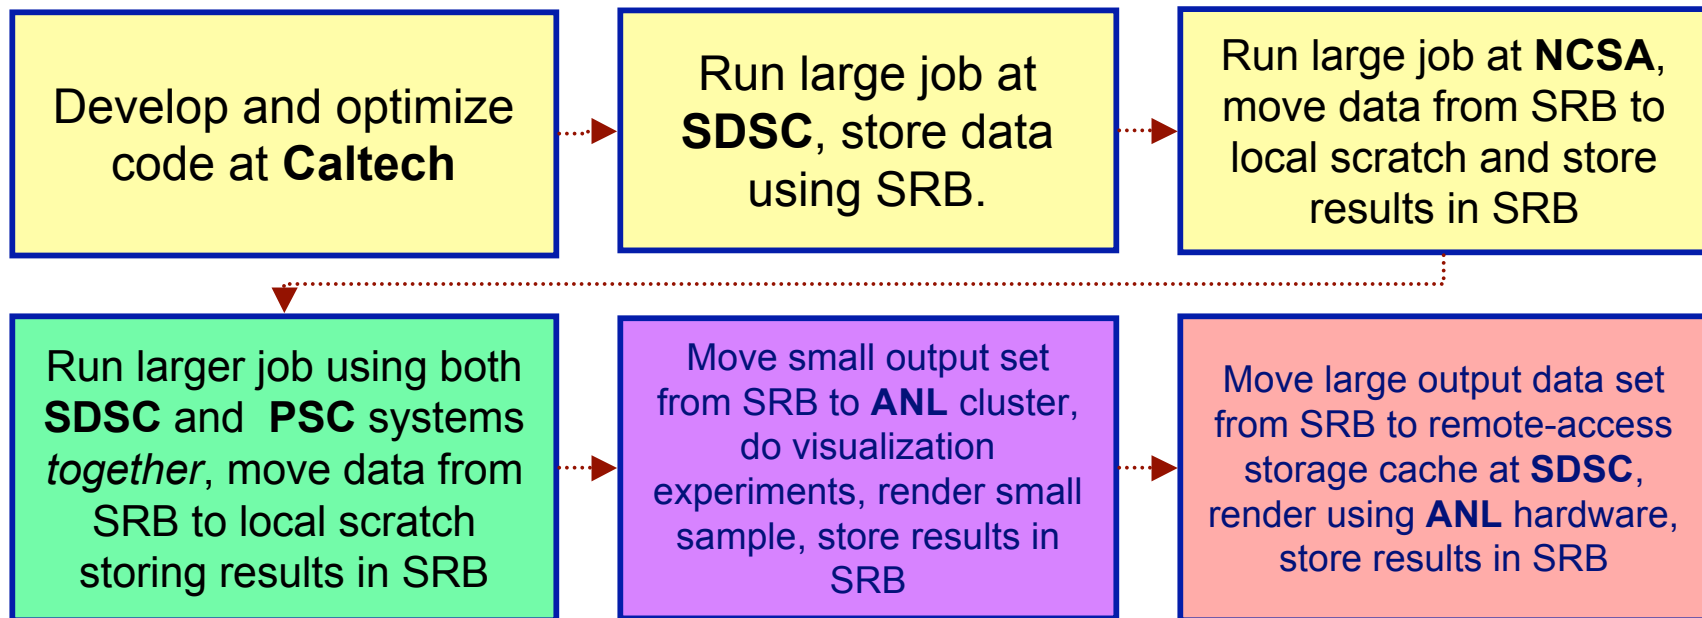 Develop and optimize
code at Caltech
Run large job at
SDSC, store data
using SRB.
Run large job at NCSA,
move data from SRB to
local scratch and store
results in SRB
Run larger job using both
SDSC and PSC systems
together, move data from
SRB to local scratch
storing results in SRB
Move small output set
from SRB to ANL cluster,
do visualization
experiments, render small
sample, store results in
SRB
Move large output data set
from SRB to remote-access
storage cache at SDSC,
render using ANL hardware,
store results in SRB